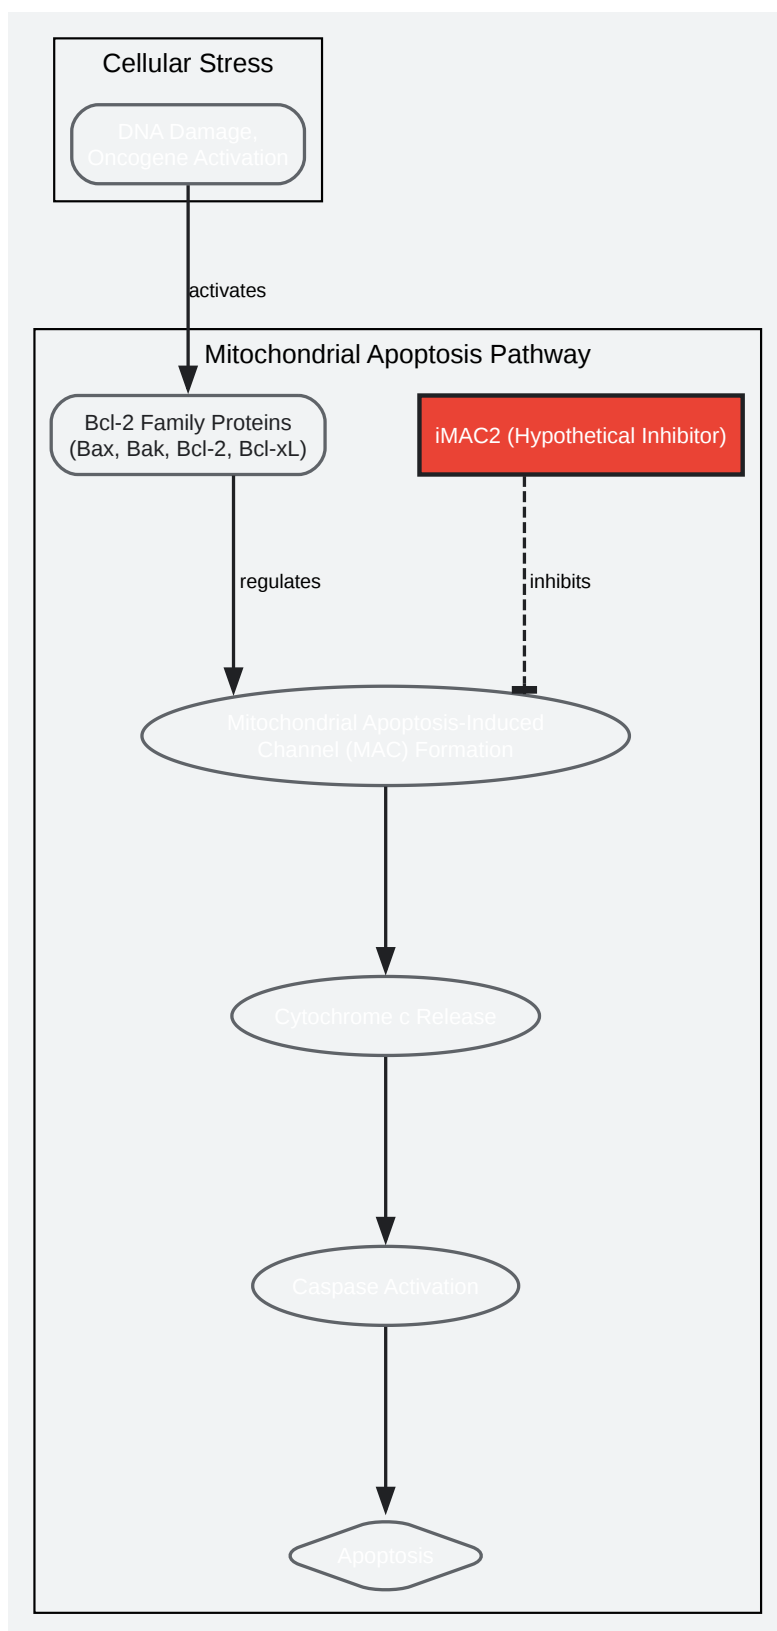 Cellular Stress
DNA Damage,
Oncogene Activation
activates
Mitochondrial Apoptosis Pathway
Bcl-2 Family Proteins
(Bax, Bak, Bcl-2, Bcl-xL)
iMAC2 (Hypothetical Inhibitor)
regulates
inhibits
Mitochondrial Apoptosis-Induced
Channel (MAC) Formation
Cytochrome c Release
Caspase Activation
Apoptosis